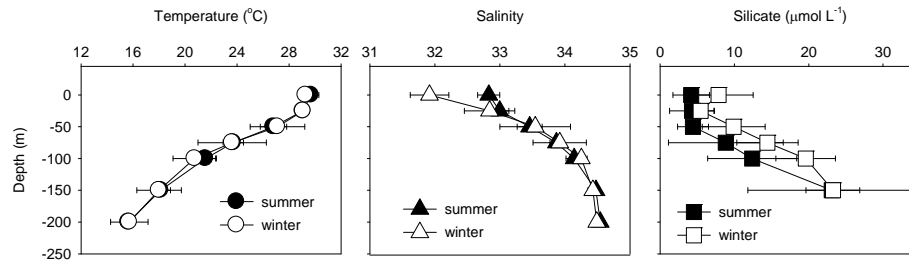 Temperature (°C)
12 16 20 24 28 32
Salinity
31 32 33 34 35
Silicate (μmol L⁻¹)
0 10 20 30
Depth (m)
0
-50
-100
-150
-200
-250
summer
winter
summer
winter
summer
winter